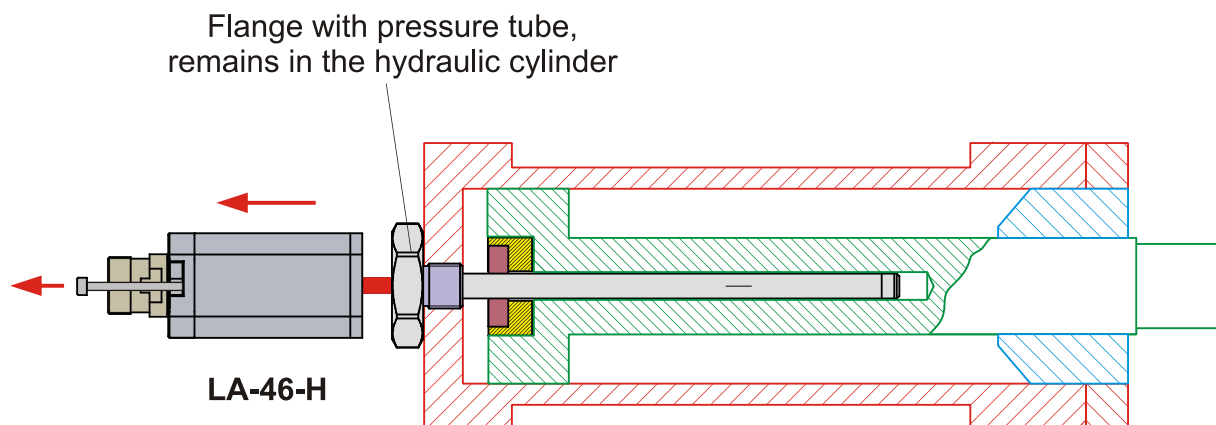 Flange with pressure tube,
remains in the hydraulic cylinder
LA-46-H